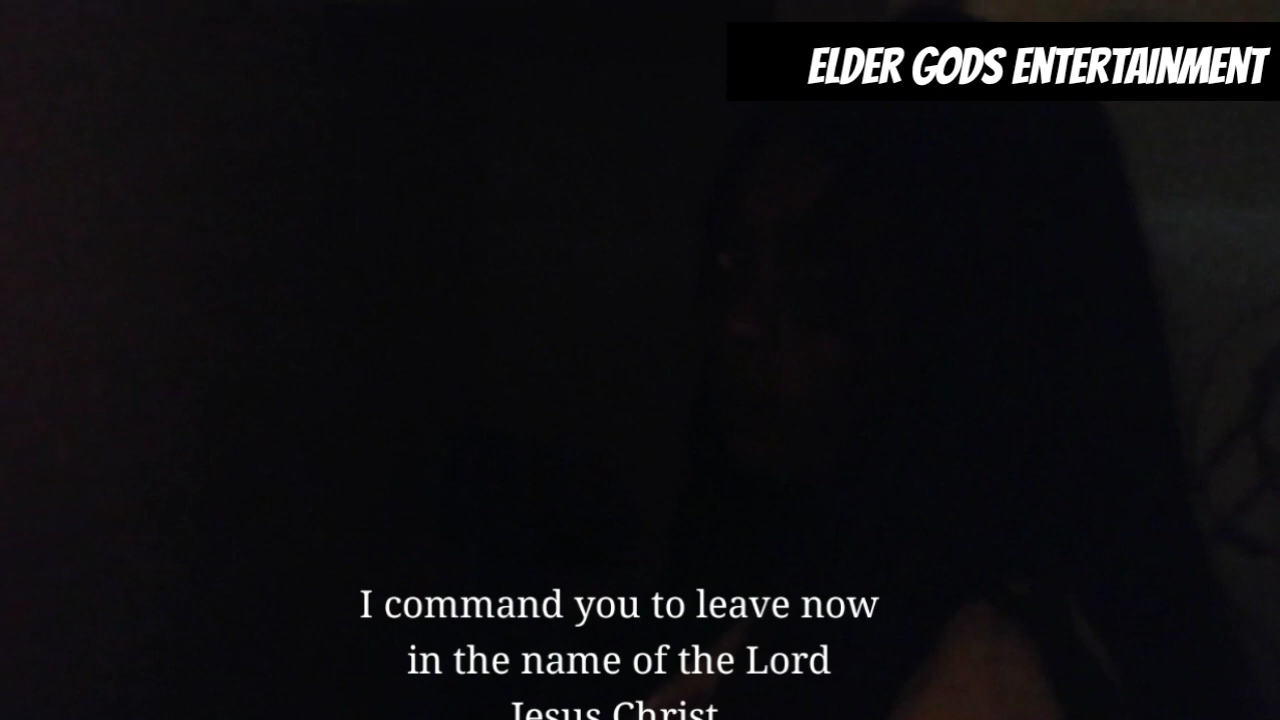 ELDER GODS ENTERTAINMENT
I command you to leave now
in the name of the Lord
Jesus Christ